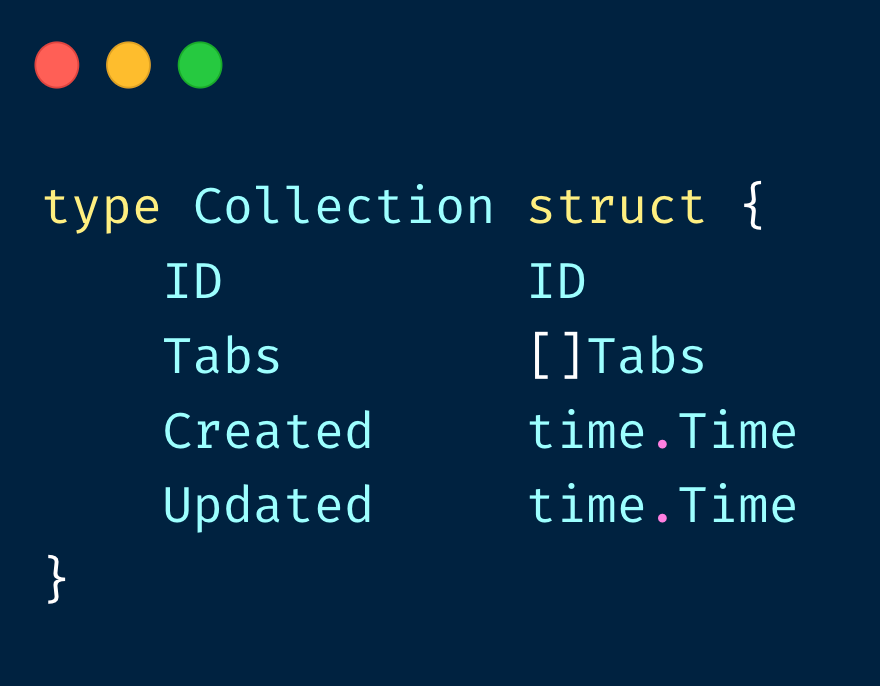 type Collection struct {
    ID          ID
    Tabs        []Tabs
    Created     time.Time
    Updated     time.Time
}